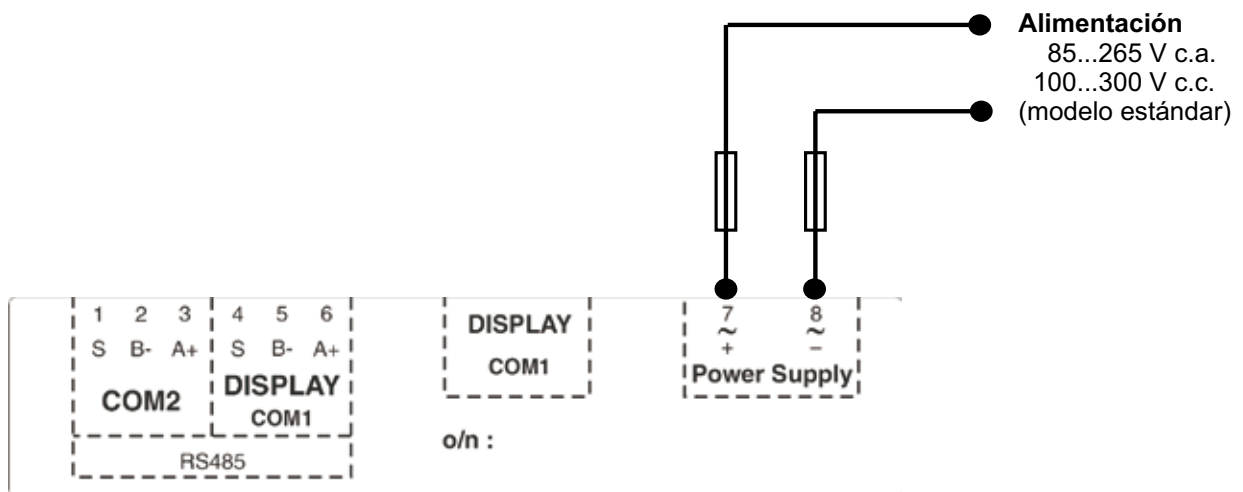 Alimentación
85...265 V c.a.
100...300 V c.c.
(modelo estándar)
1 2 3 4 5 6
S B- A+ S B- A+
COM2
DISPLAY
COM1
RS485
DISPLAY
COM1
o/n :
7 8
~ ~
+ −
Power Supply